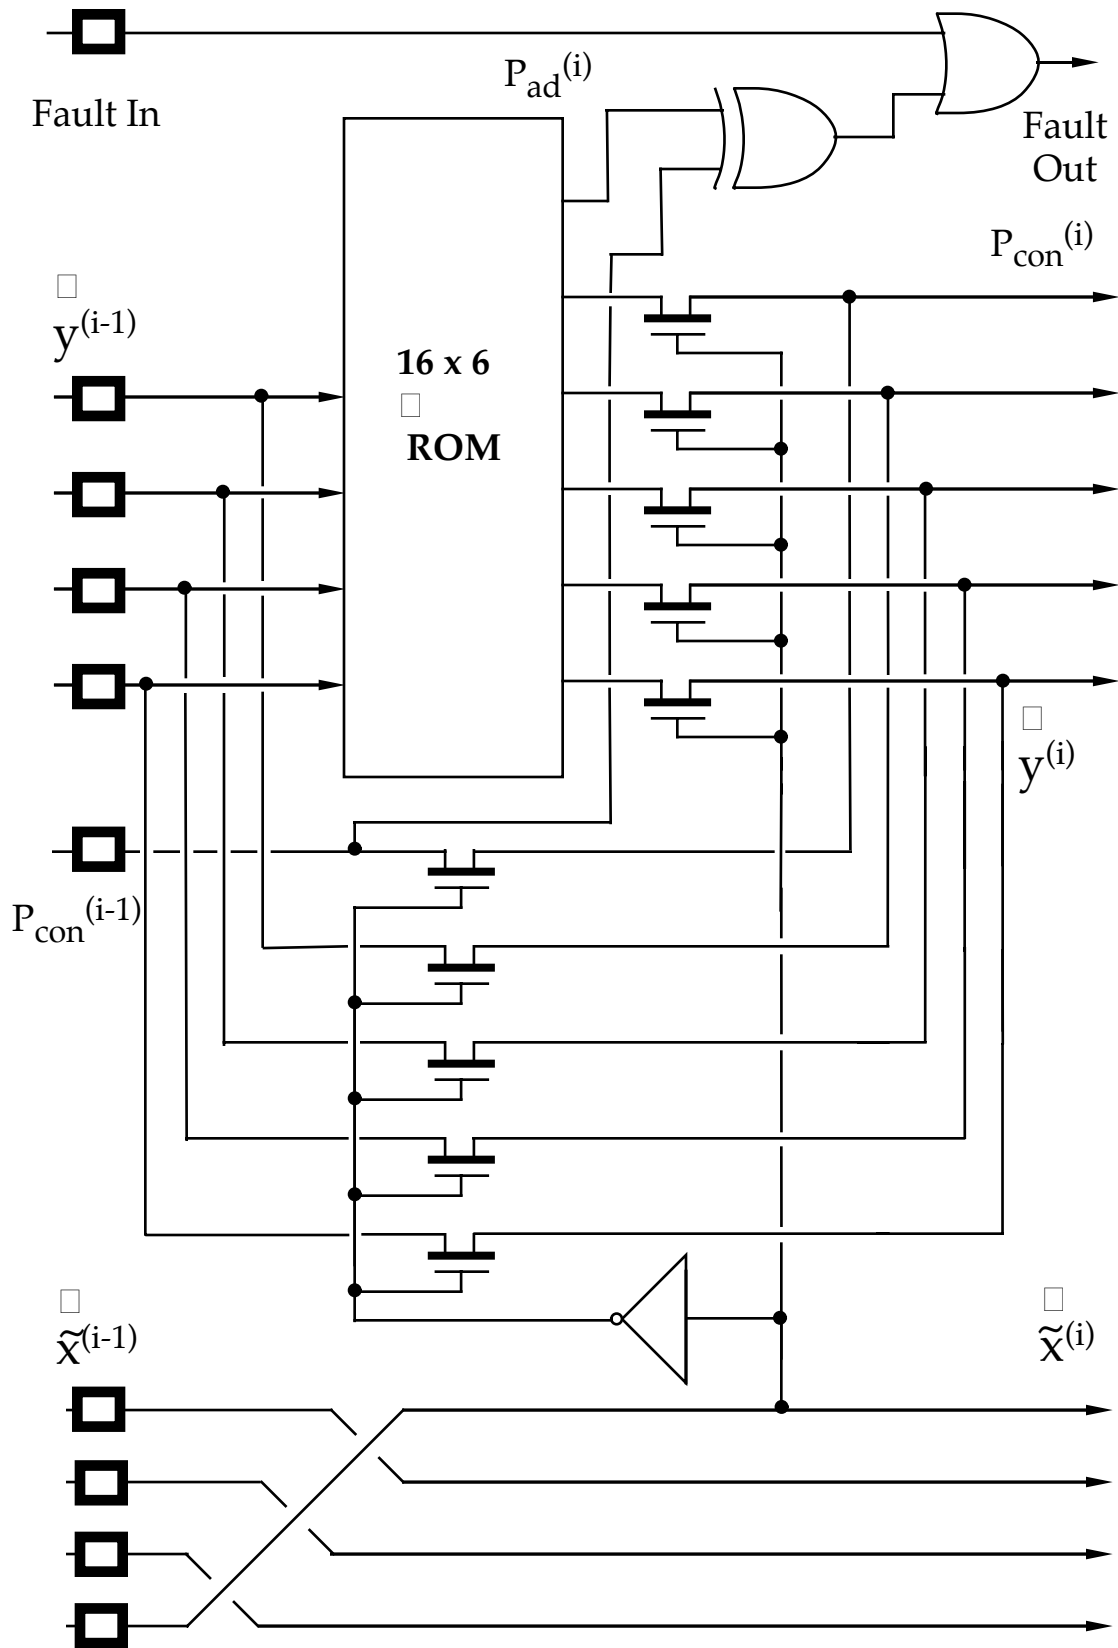 P_ad^(i)
Fault In
Fault
Out
P_con^(i)
y^(i-1)
16 x 6
ROM
y^(i)
P_con^(i-1)
x̃^(i-1)
x̃^(i)